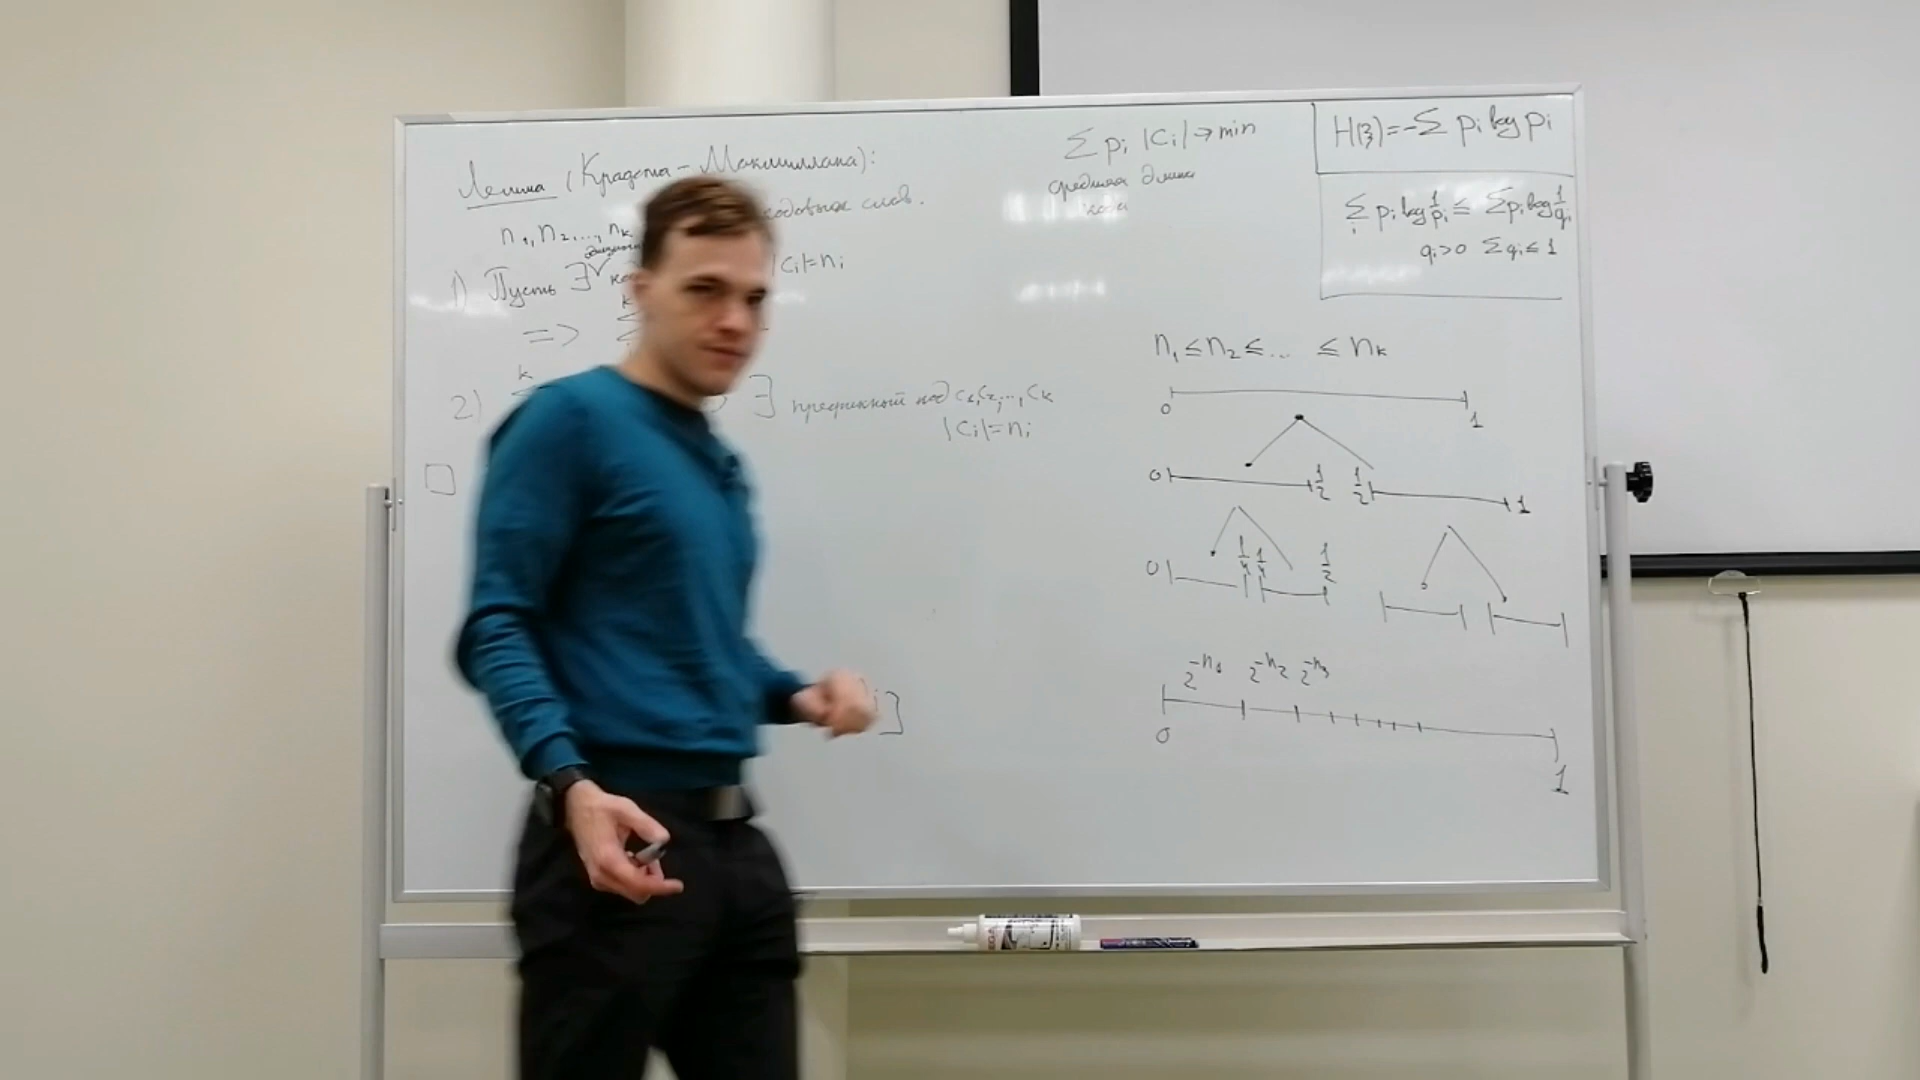 Лемма (Крафта-Макмиллана):
кодовых слов.
n₁, n₂, ..., nₖ
1) Пусть ∃ |cᵢ|=nᵢ
=>
2) k ∃ префиксный код c₁,c₂,...,cₖ
|cᵢ|=nᵢ
Σ pᵢ |cᵢ| → min
средняя длина
кода
H(ξ)=-Σ pᵢ log pᵢ
Σ pᵢ log 1/pᵢ ≤ Σ pᵢ log 1/qᵢ
i
qᵢ>0 Σqᵢ≤1
n₁ ≤ n₂ ≤ ... ≤ nₖ
0 1
0 1/2 1/2 1
0 1/4 1/4 1/2
2^-n₁ 2^-n₂ 2^-n₃
0 1